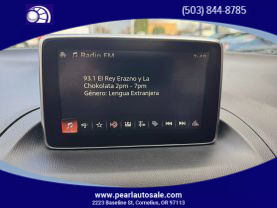 (503) 844-8785
Radio FM
93.1 El Rey Erazno y La
Chokolata 2pm - 7pm
Género: Lengua Extranjera
www.pearlautosale.com
2223 Baseline St, Cornelius, OR 97113